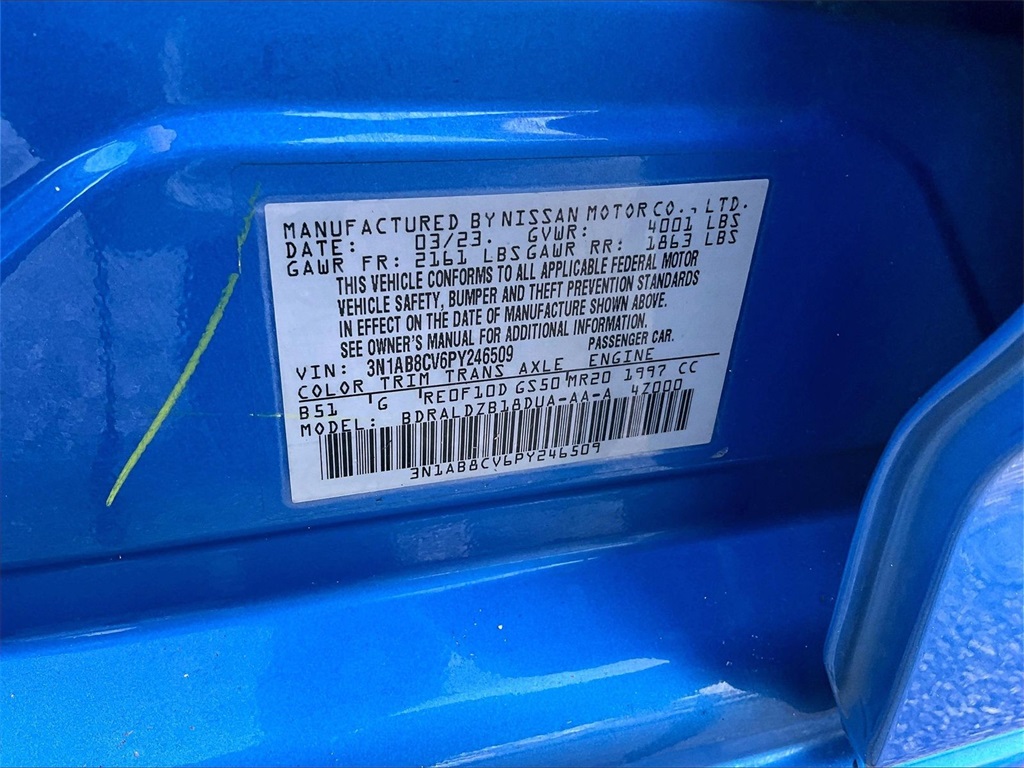 MANUFACTURED BY NISSAN MOTOR CO., LTD.
DATE: 03/23. GVWR: 4001 LBS
GAWR FR: 2161 LBS GAWR RR: 1863 LBS
THIS VEHICLE CONFORMS TO ALL APPLICABLE FEDERAL MOTOR
VEHICLE SAFETY, BUMPER AND THEFT PREVENTION STANDARDS
IN EFFECT ON THE DATE OF MANUFACTURE SHOWN ABOVE.
SEE OWNER'S MANUAL FOR ADDITIONAL INFORMATION.
VIN: 3N1AB8CV6PY246509 PASSENGER CAR.
COLOR TRIM TRANS AXLE ENGINE
B51 G RE0F10D GS50 MR20 1997 CC
MODEL: BDRALDZB18DUA-AA-A 4Z000
3N1AB8CV6PY246509